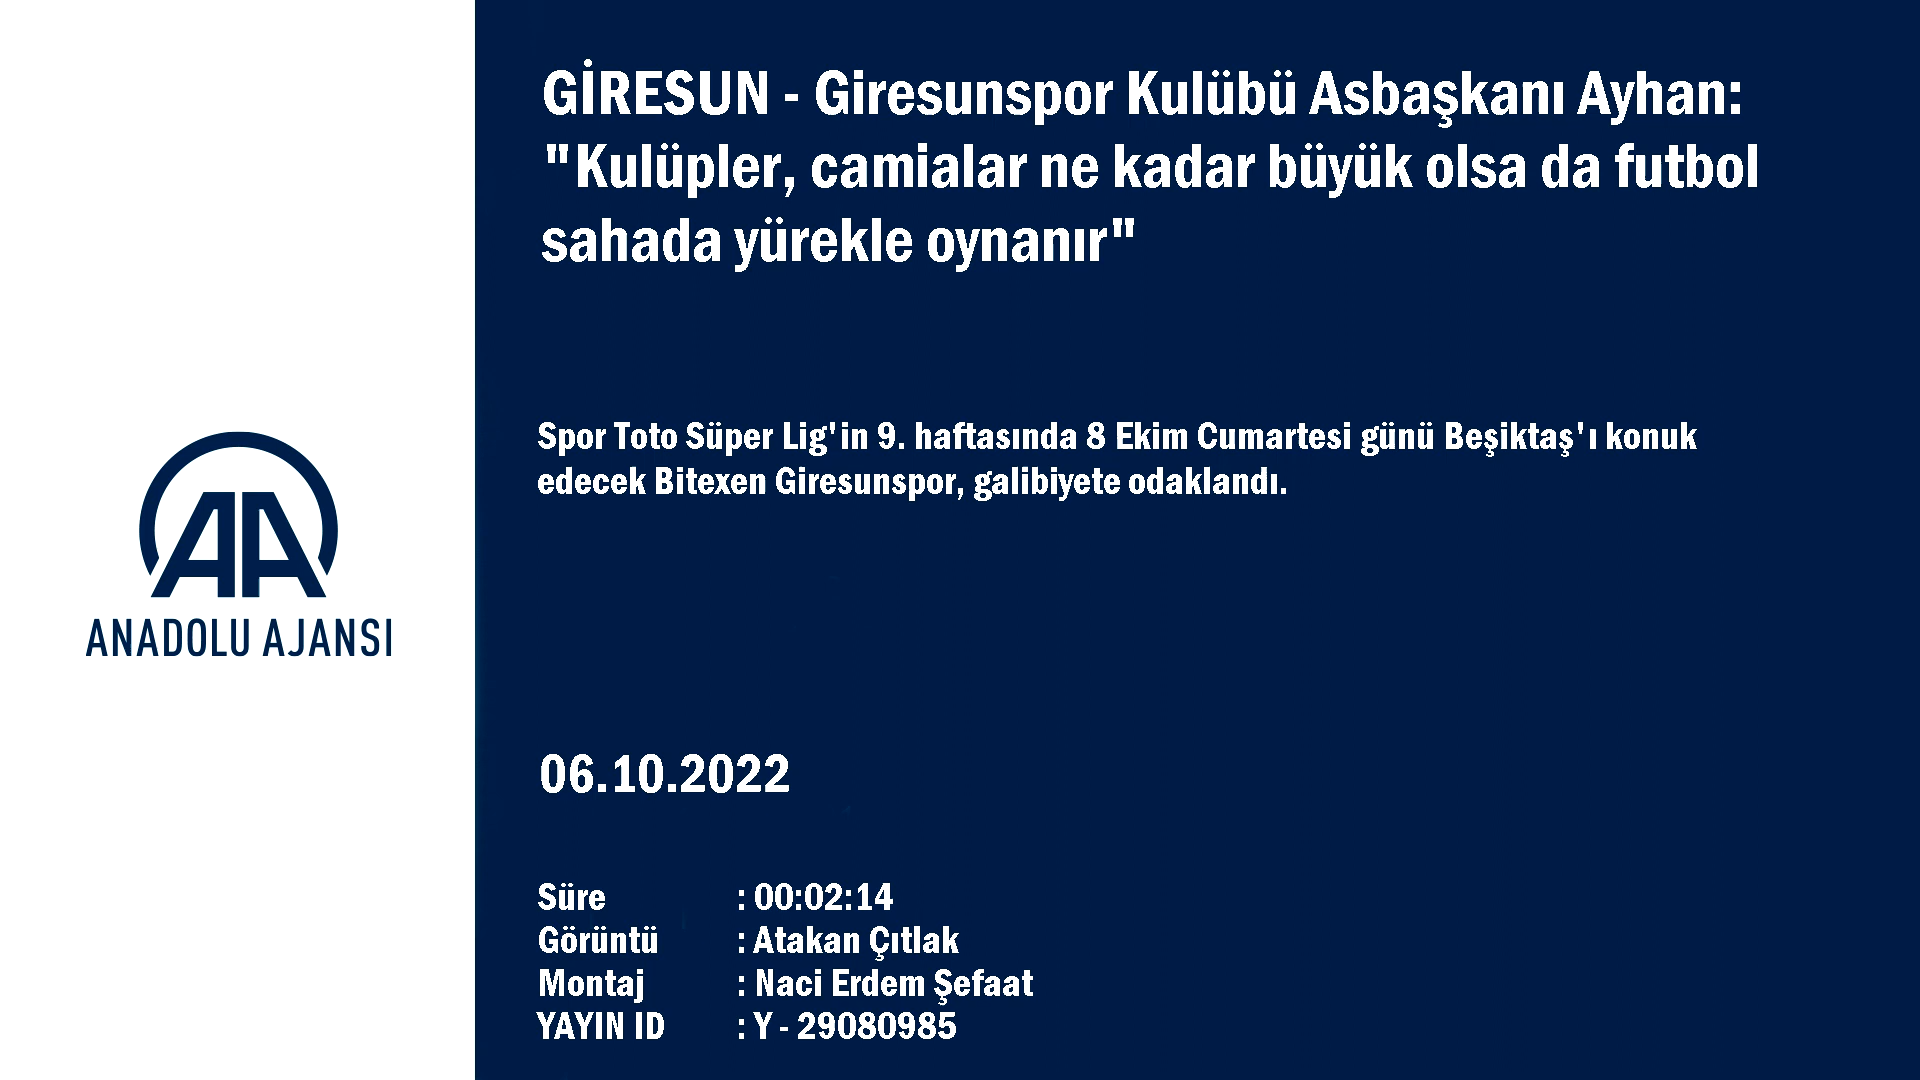 GİRESUN - Giresunspor Kulübü Asbaşkanı Ayhan:
"Kulüpler, camialar ne kadar büyük olsa da futbol
sahada yürekle oynanır"
Spor Toto Süper Lig'in 9. haftasında 8 Ekim Cumartesi günü Beşiktaş'ı konuk
edecek Bitexen Giresunspor, galibiyete odaklandı.
AA
ANADOLU AJANSI
06.10.2022
Süre : 00:02:14
Görüntü : Atakan Çıtlak
Montaj : Naci Erdem Şefaat
YAYIN ID : Y - 29080985